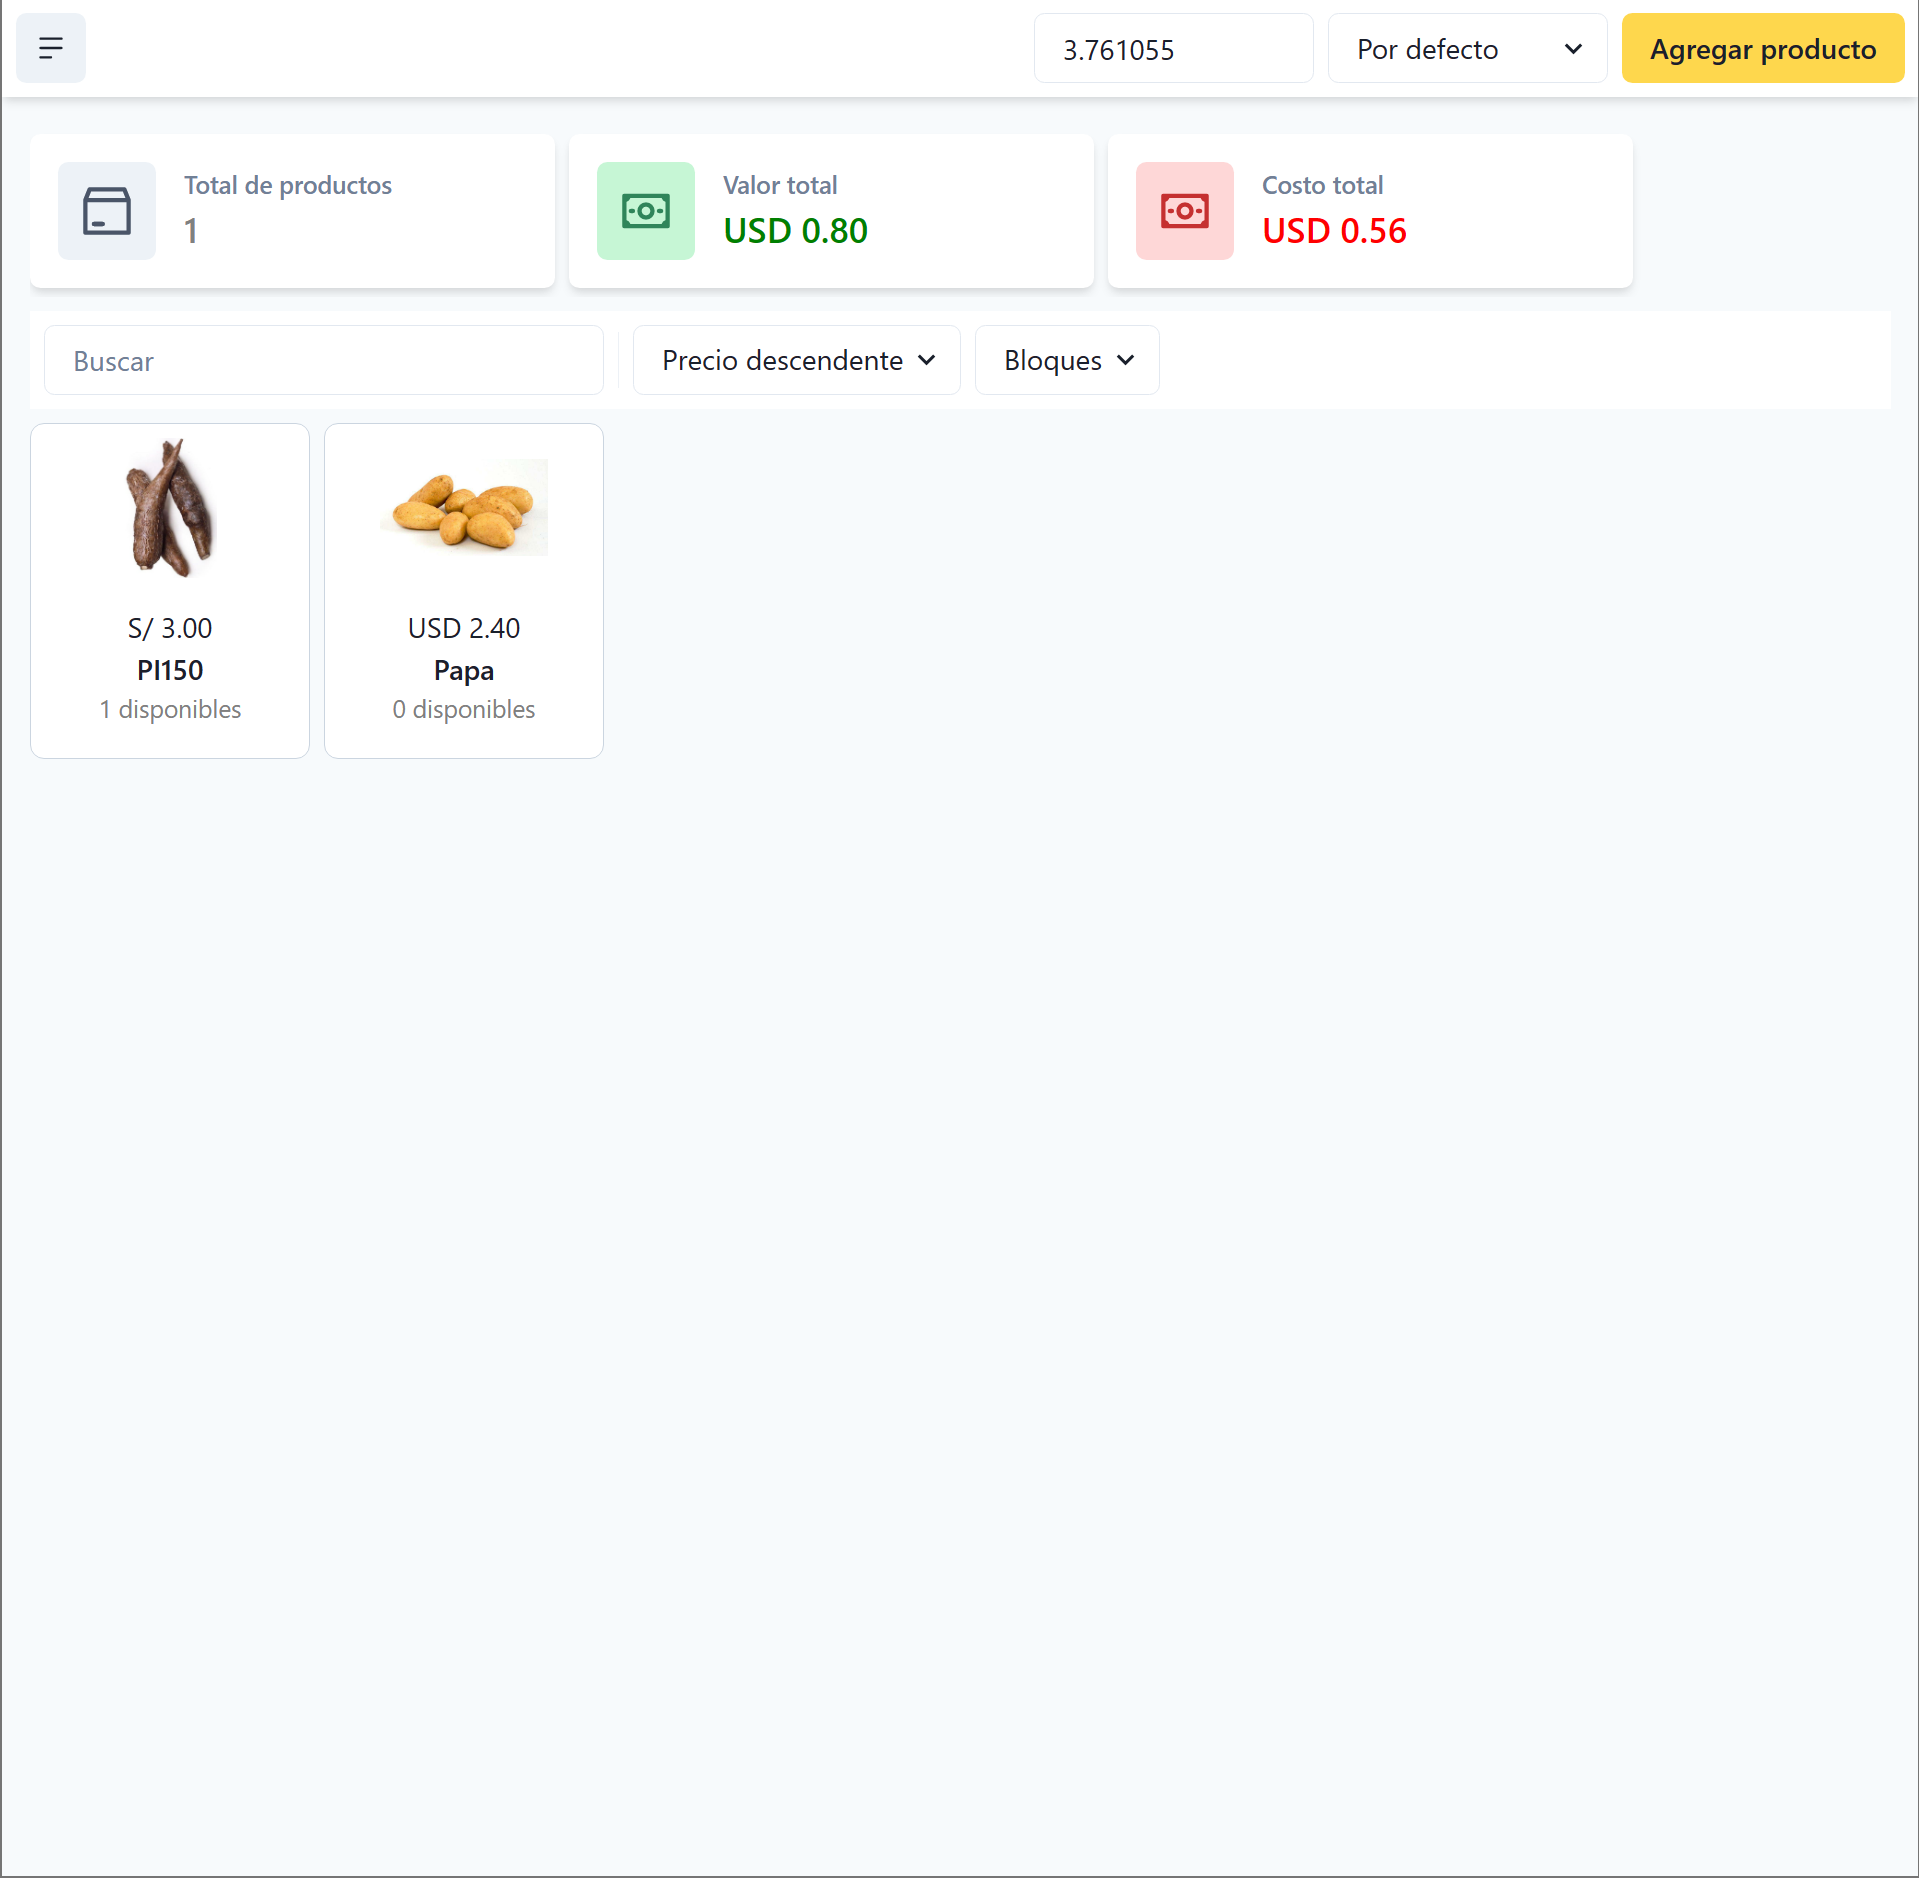 3.761055
Por defecto
Agregar producto
Total de productos
1
Valor total
USD 0.80
Costo total
USD 0.56
Buscar
Precio descendente
Bloques
S/ 3.00
PI150
1 disponibles
USD 2.40
Papa
0 disponibles